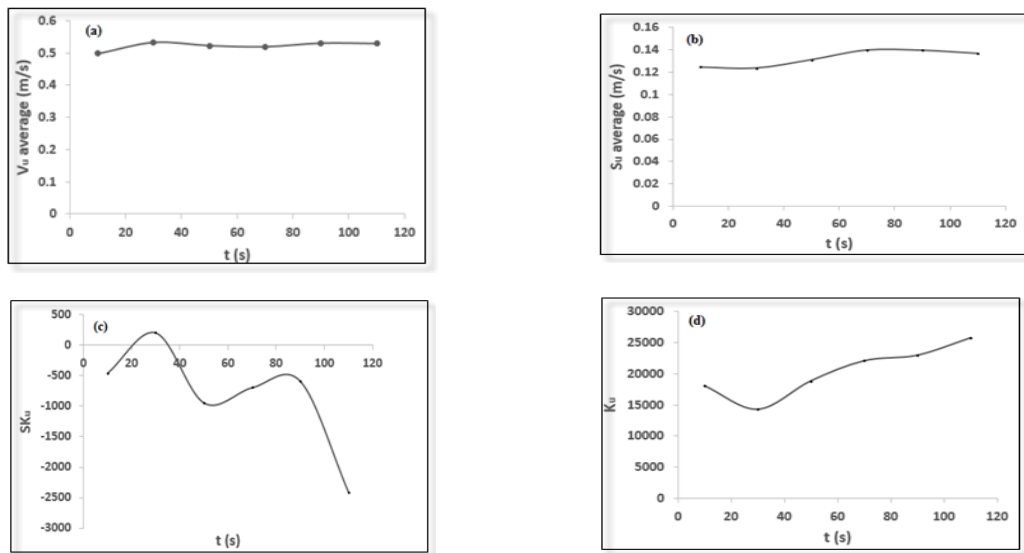 (a)
Vu average (m/s)
0.6
0.5
0.4
0.3
0.2
0.1
0
0 20 40 60 80 100 120
t (s)
(b)
Su average (m/s)
0.16
0.14
0.12
0.1
0.08
0.06
0.04
0.02
0
0 20 40 60 80 100 120
t (s)
(c)
SKu
500
0
-500
-1000
-1500
-2000
-2500
-3000
0 20 40 60 80 100 120
t (s)
(d)
Ku
30000
25000
20000
15000
10000
5000
0
0 20 40 60 80 100 120
t (s)